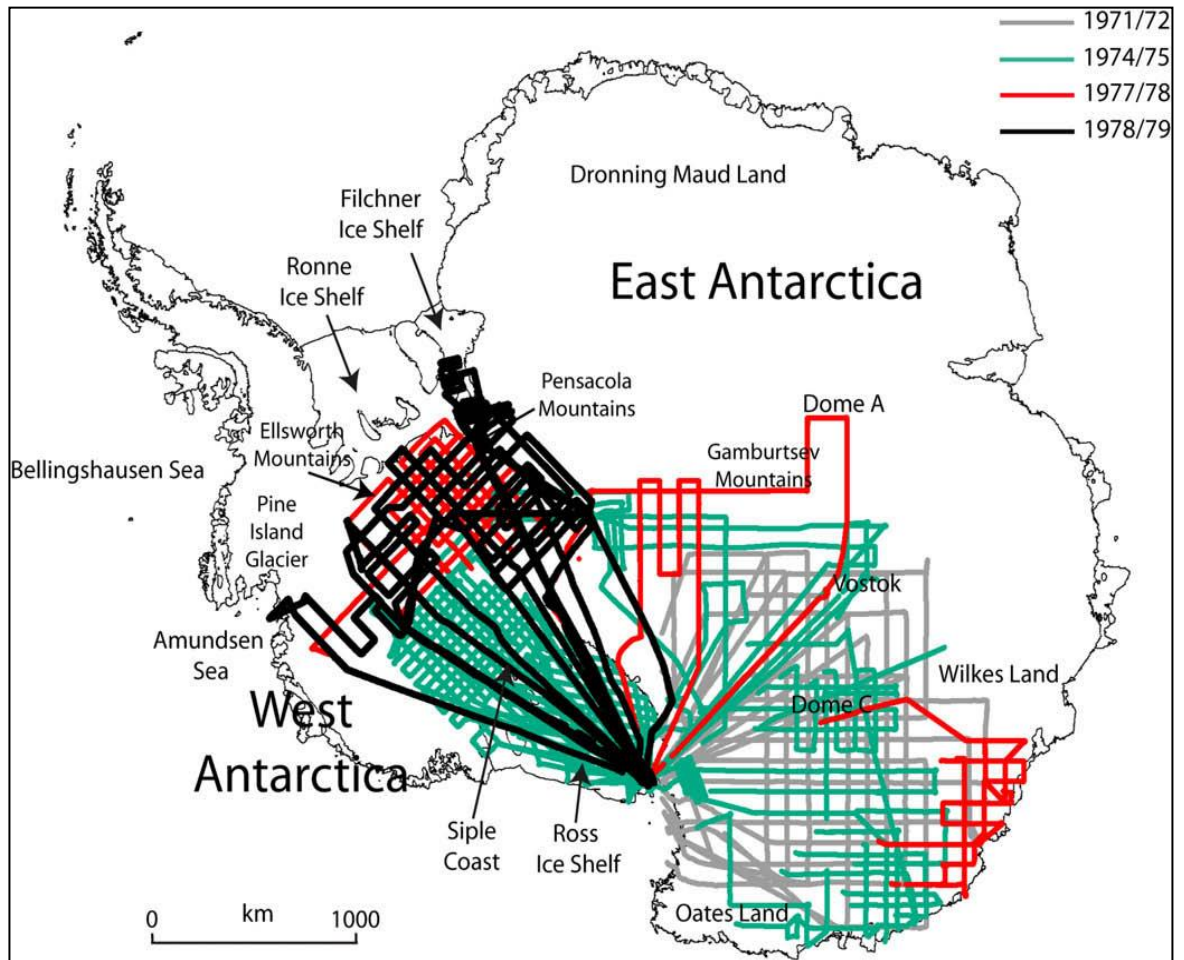 1971/72
1974/75
1977/78
1978/79
Dronning Maud Land
Filchner
Ice Shelf
East Antarctica
Ronne
Ice Shelf
Pensacola
Mountains
Dome A
Ellsworth
Mountains
Gamburtsev
Mountains
Bellingshausen Sea
Pine
Island
Glacier
Vostok
Amundsen
Sea
Wilkes Land
West
Antarctica
Dome C
Siple
Coast
Ross
Ice Shelf
Oates Land
0 km 1000